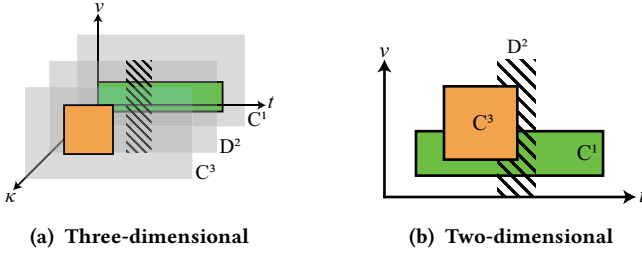 v
t
C¹
D²
C³
κ
(a) Three-dimensional
D²
v
C³
C¹
t
(b) Two-dimensional